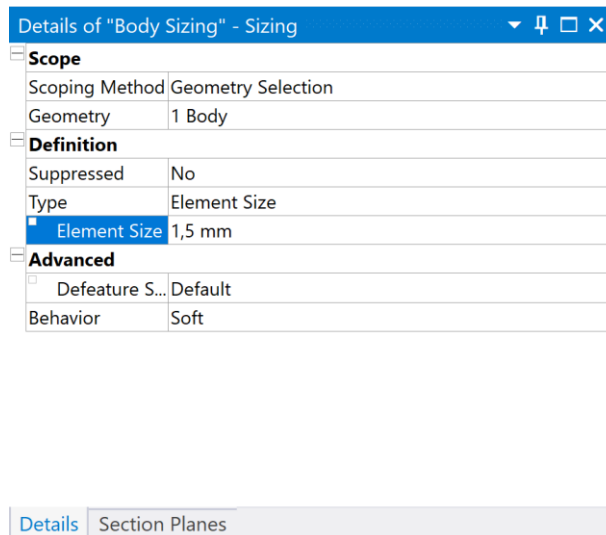 Details of "Body Sizing" - Sizing
Scope
Scoping Method Geometry Selection
Geometry 1 Body
Definition
Suppressed No
Type Element Size
Element Size 1,5 mm
Advanced
Defeature S... Default
Behavior Soft
Details Section Planes